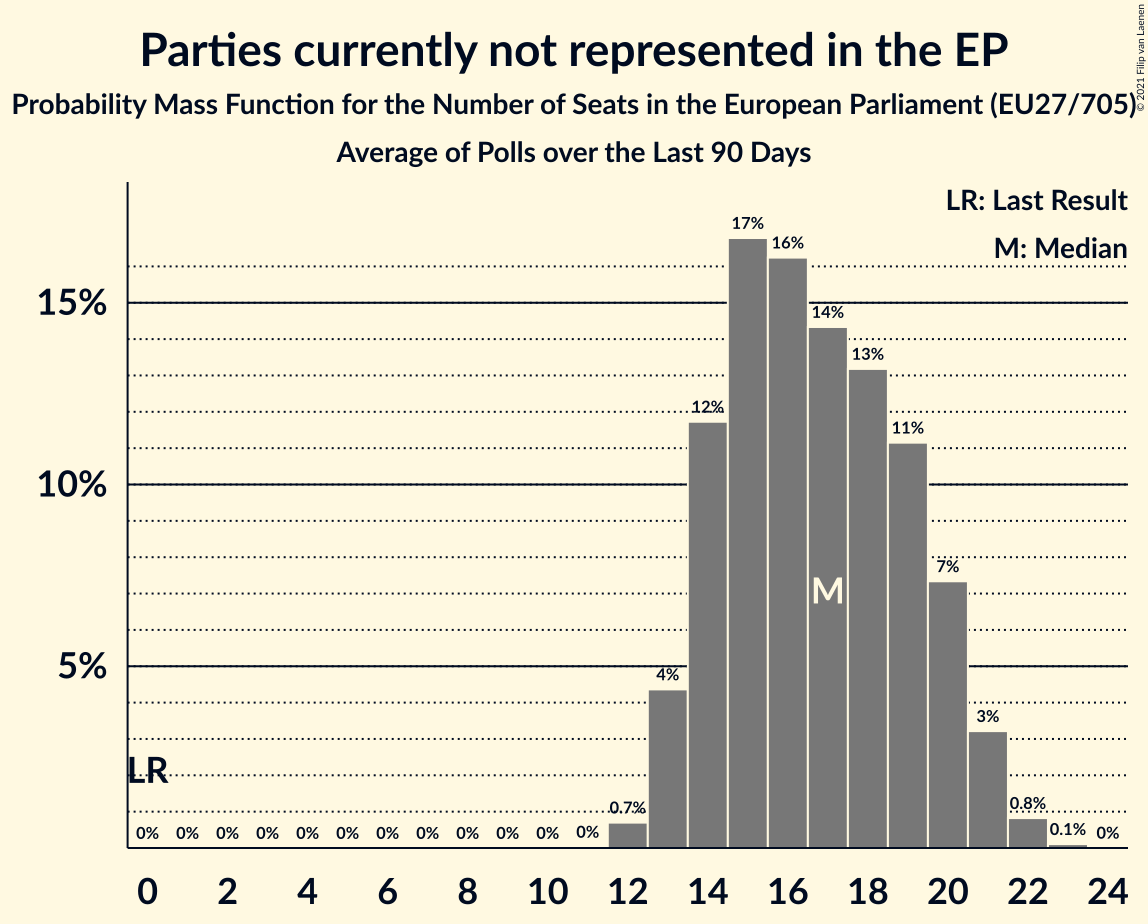 Parties currently not represented in the EP
Probability Mass Function for the Number of Seats in the European Parliament (EU27/705)
Average of Polls over the Last 90 Days
© 2021 Filip van Laenen
LR: Last Result
M: Median
15%
10%
5%
17%
16%
14%
13%
12%
11%
7%
4%
3%
0.7%
0.8%
0.1%
M
LR
0% 0% 0% 0% 0% 0% 0% 0% 0% 0% 0% 0% 0%
0 2 4 6 8 10 12 14 16 18 20 22 24